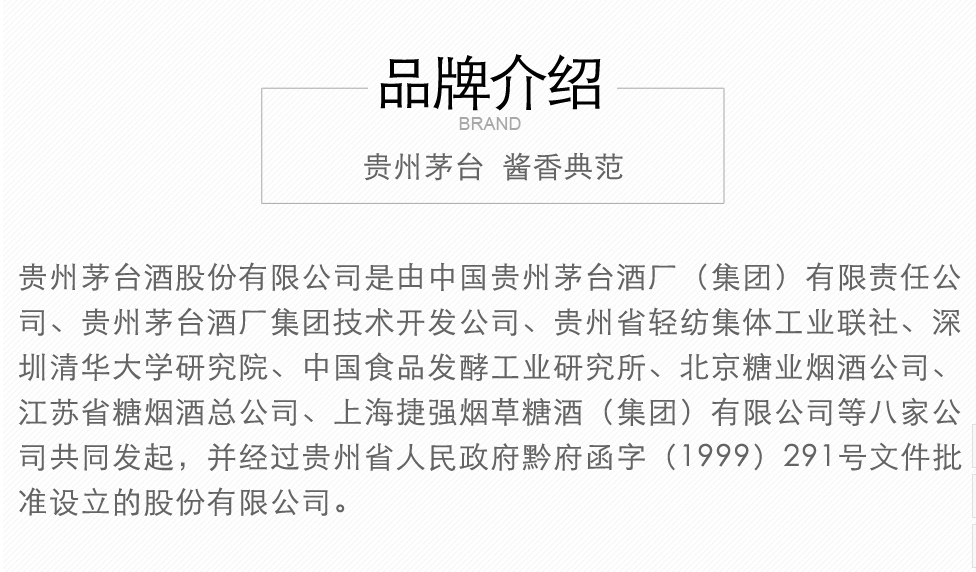 品牌介绍
BRAND
贵州茅台 酱香典范
贵州茅台酒股份有限公司是由中国贵州茅台酒厂（集团）有限责任公
司、贵州茅台酒厂集团技术开发公司、贵州省轻纺集体工业联社、深
圳清华大学研究院、中国食品发酵工业研究所、北京糖业烟酒公司、
江苏省糖烟酒总公司、上海捷强烟草糖酒（集团）有限公司等八家公
司共同发起，并经过贵州省人民政府黔府函字（1999）291号文件批
准设立的股份有限公司。